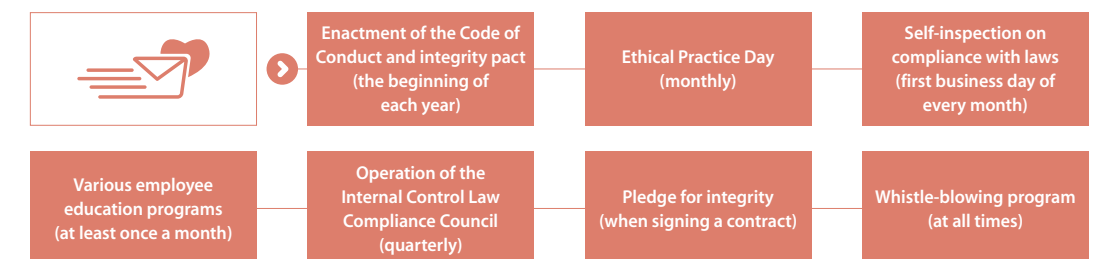 Enactment of the Code of
Conduct and integrity pact
(the beginning of
each year)
Ethical Practice Day
(monthly)
Self-inspection on
compliance with laws
(first business day of
every month)
Various employee
education programs
(at least once a month)
Operation of the
Internal Control Law
Compliance Council
(quarterly)
Pledge for integrity
(when signing a contract)
Whistle-blowing program
(at all times)